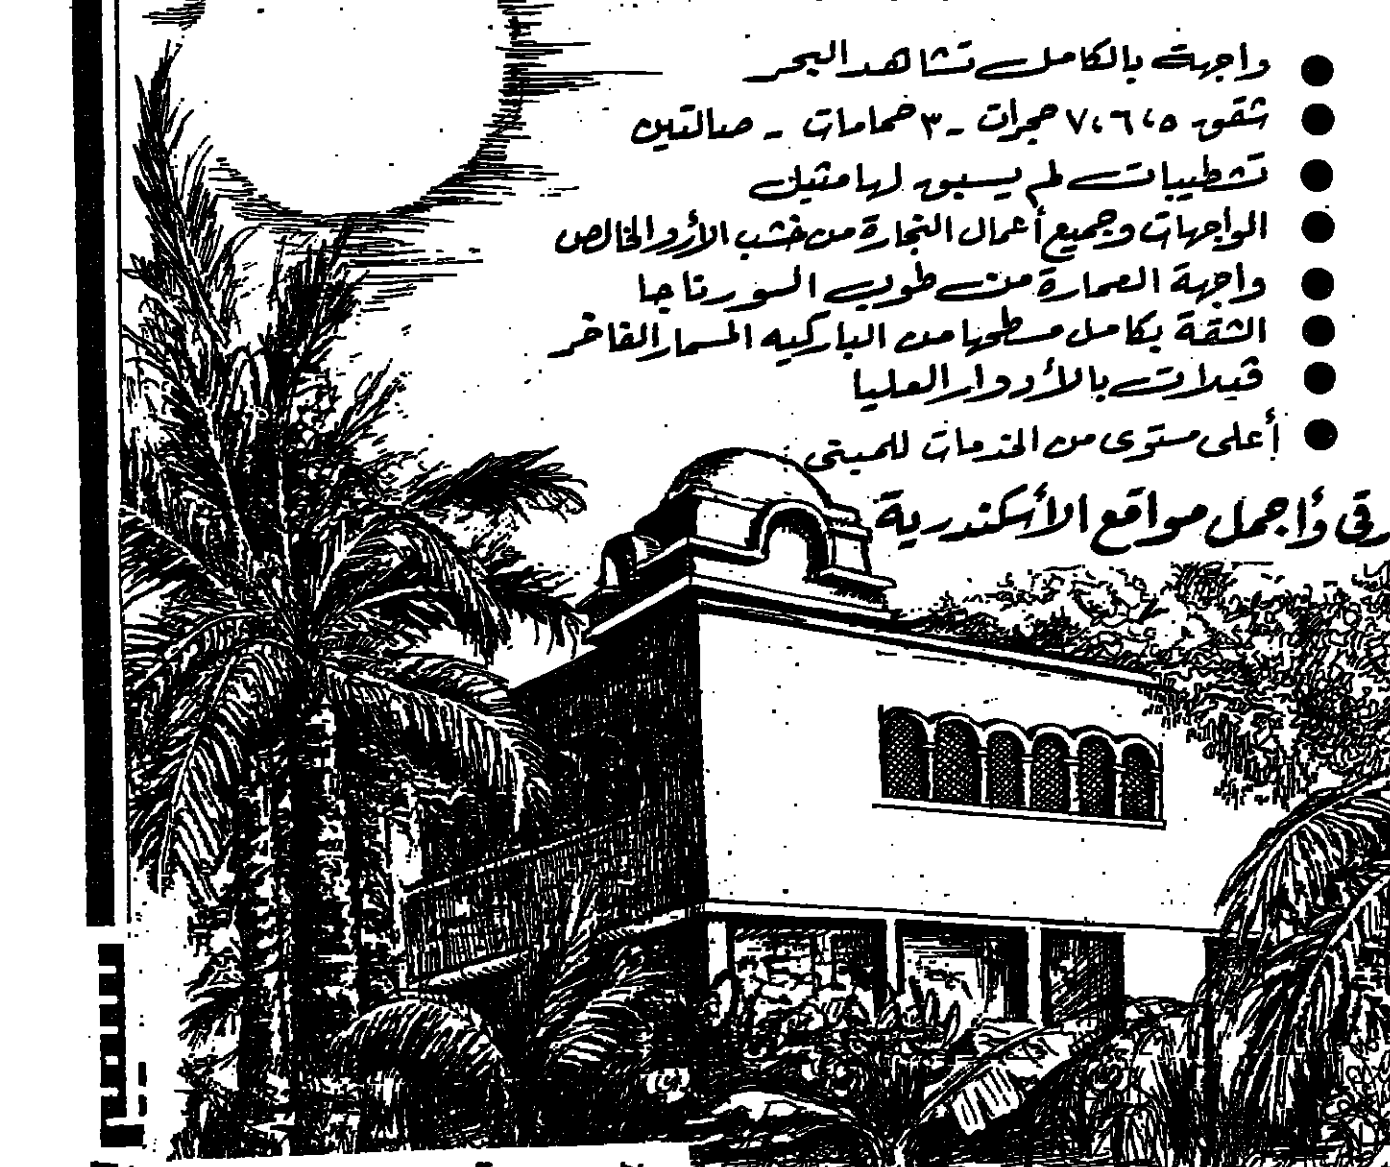 واجهة بالكامل تشاهد البحر
شقق ٥،٦،٧ حجرات - ٣ حمامات - صالتين
تشطيبات لم يسبق لها مثيل
الواجهات وجميع أعمال النجارة من خشب الأرو الخالص
واجهة العمارة من طوب السورناجا
الشقة بكامل مسطحها من الباركيه المسمار الفاخر
فيلات بالأدوار العليا
أعلى مستوى من الخدمات للمبنى
وأجمل مواقع الأسكندرية